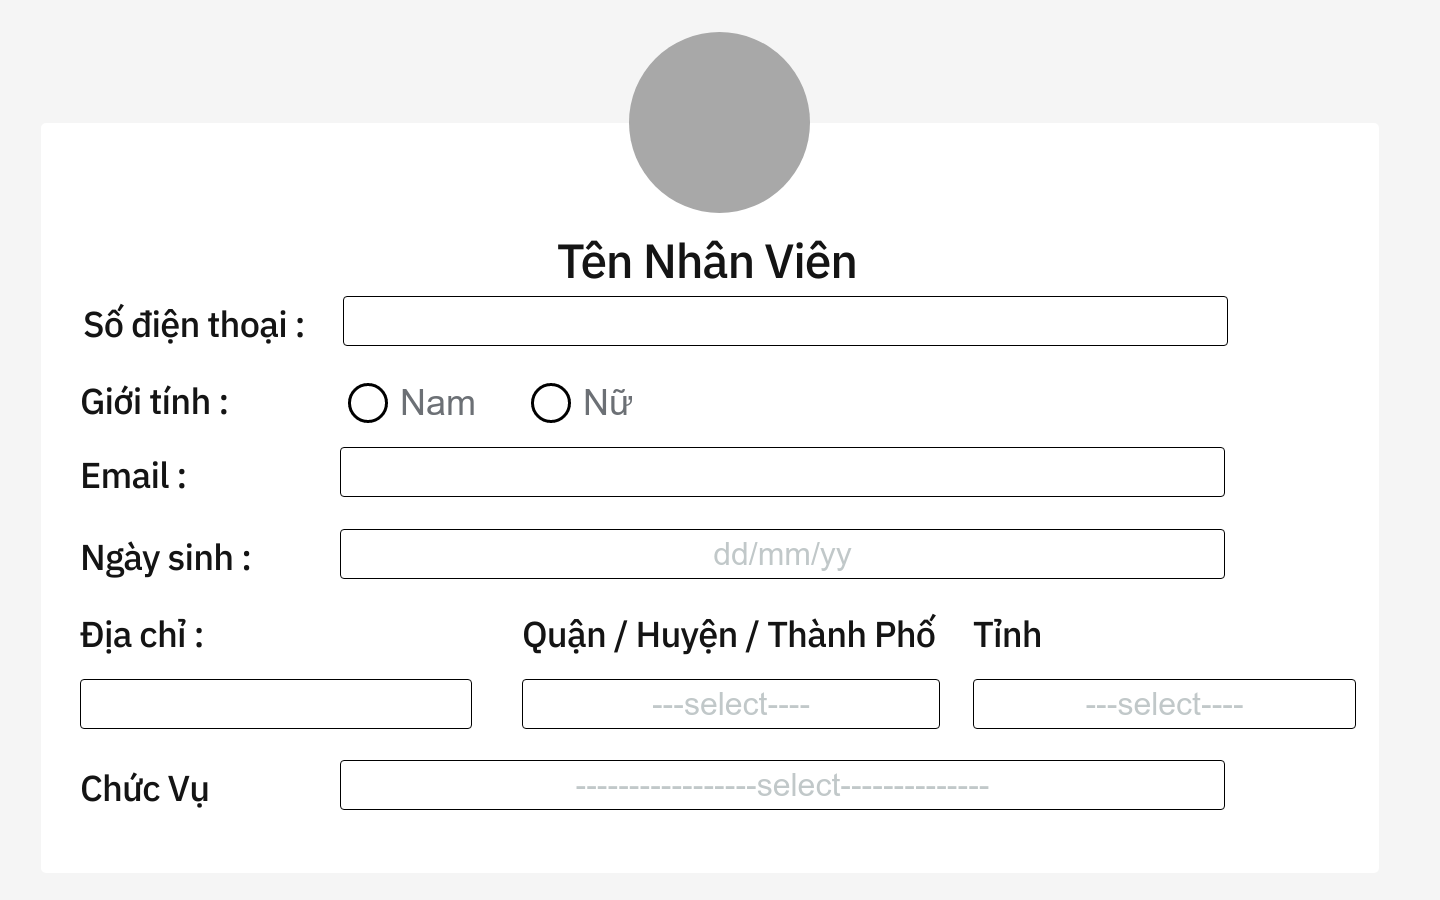 Tên Nhân Viên
Số điện thoại :
Giới tính : Nam Nữ
Email :
Ngày sinh : dd/mm/yy
Địa chỉ : Quận / Huyện / Thành Phố Tỉnh
---select---- ---select----
Chức Vụ -----------------select--------------